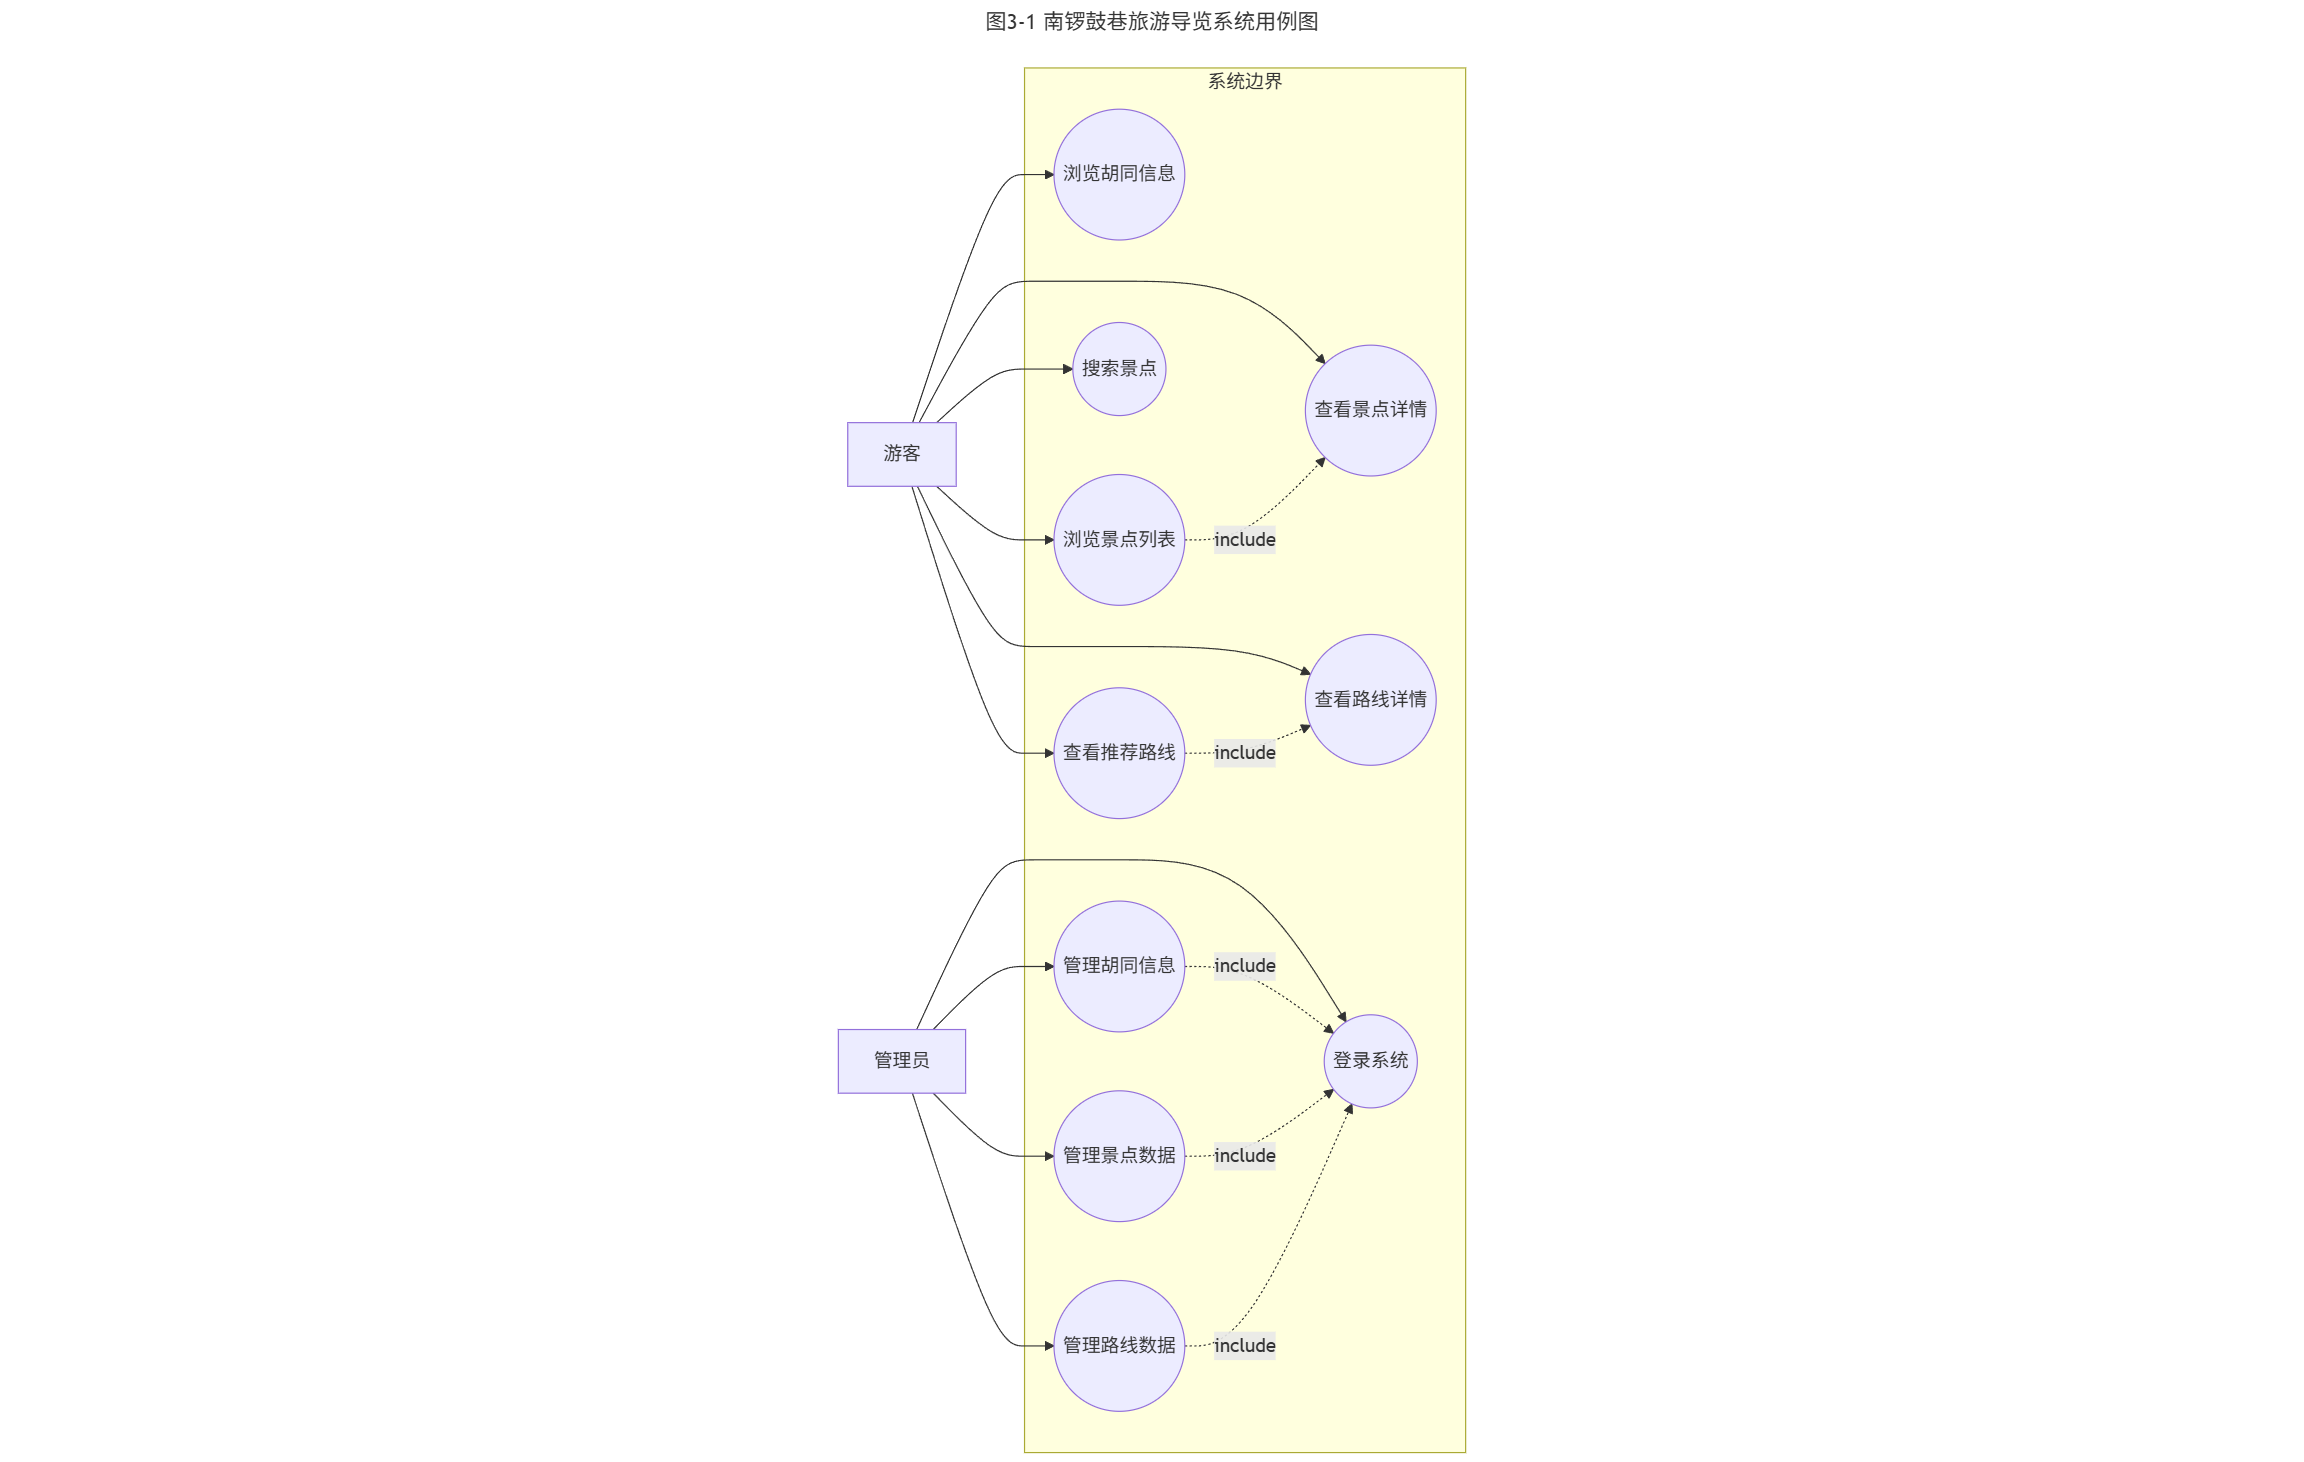 图3-1 南锣鼓巷旅游导览系统用例图
系统边界
浏览胡同信息
搜索景点
查看景点详情
游客
浏览景点列表
include
查看路线详情
查看推荐路线
include
管理胡同信息
include
管理员
登录系统
管理景点数据
include
管理路线数据
include